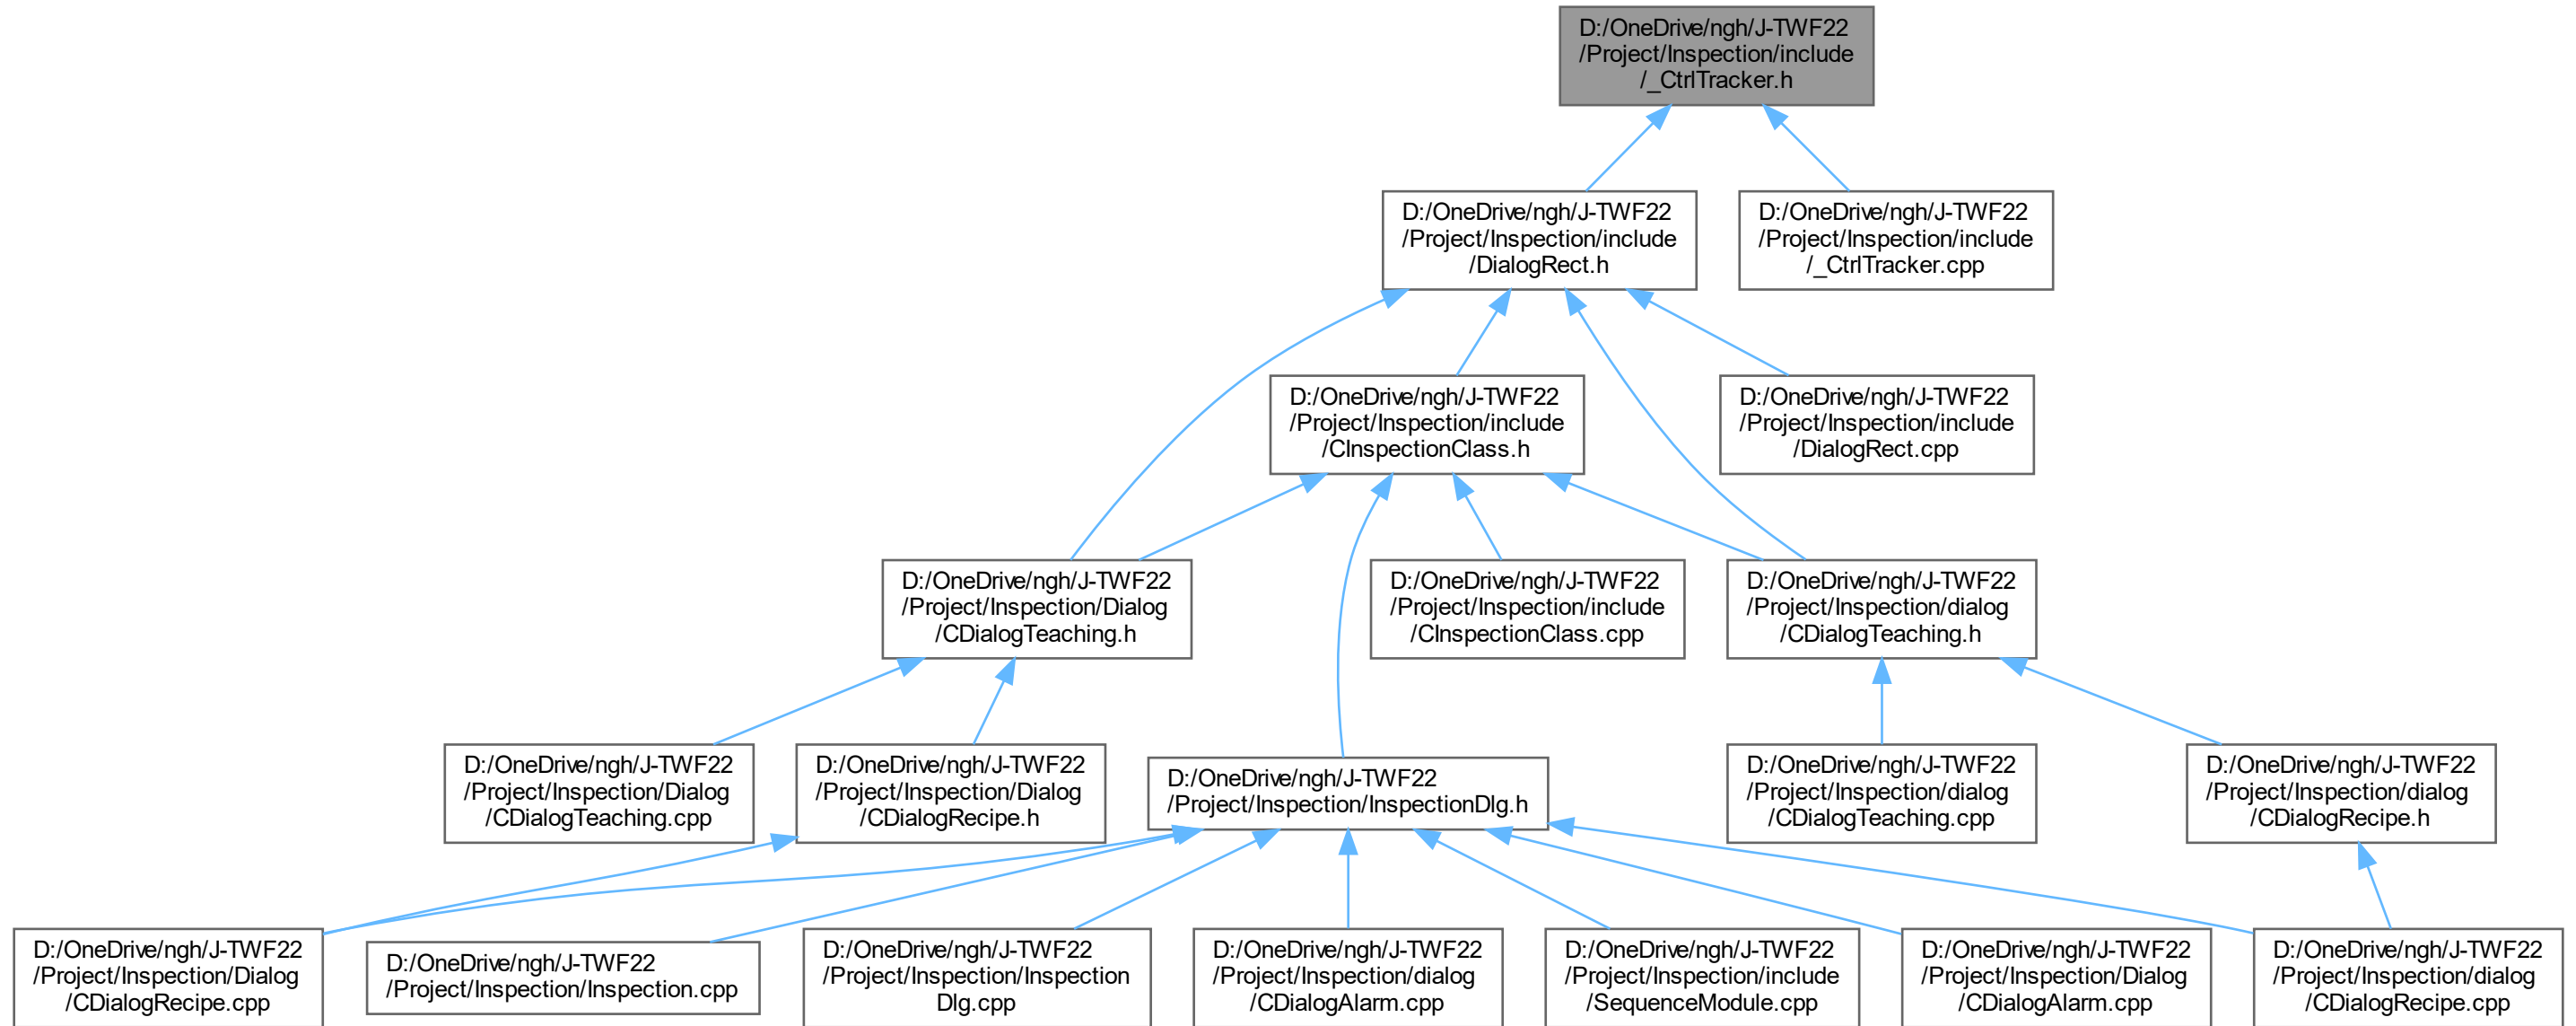 D:/OneDrive/ngh/J-TWF22
/Project/Inspection/include
/_CtrlTracker.h
D:/OneDrive/ngh/J-TWF22
/Project/Inspection/include
/DialogRect.h
D:/OneDrive/ngh/J-TWF22
/Project/Inspection/include
/_CtrlTracker.cpp
D:/OneDrive/ngh/J-TWF22
/Project/Inspection/include
/CInspectionClass.h
D:/OneDrive/ngh/J-TWF22
/Project/Inspection/include
/DialogRect.cpp
D:/OneDrive/ngh/J-TWF22
/Project/Inspection/Dialog
/CDialogTeaching.h
D:/OneDrive/ngh/J-TWF22
/Project/Inspection/include
/CInspectionClass.cpp
D:/OneDrive/ngh/J-TWF22
/Project/Inspection/dialog
/CDialogTeaching.h
D:/OneDrive/ngh/J-TWF22
/Project/Inspection/Dialog
/CDialogTeaching.cpp
D:/OneDrive/ngh/J-TWF22
/Project/Inspection/Dialog
/CDialogRecipe.h
D:/OneDrive/ngh/J-TWF22
/Project/Inspection/InspectionDlg.h
D:/OneDrive/ngh/J-TWF22
/Project/Inspection/dialog
/CDialogTeaching.cpp
D:/OneDrive/ngh/J-TWF22
/Project/Inspection/dialog
/CDialogRecipe.h
D:/OneDrive/ngh/J-TWF22
/Project/Inspection/Dialog
/CDialogRecipe.cpp
D:/OneDrive/ngh/J-TWF22
/Project/Inspection/Inspection.cpp
D:/OneDrive/ngh/J-TWF22
/Project/Inspection/Inspection
Dlg.cpp
D:/OneDrive/ngh/J-TWF22
/Project/Inspection/dialog
/CDialogAlarm.cpp
D:/OneDrive/ngh/J-TWF22
/Project/Inspection/include
/SequenceModule.cpp
D:/OneDrive/ngh/J-TWF22
/Project/Inspection/Dialog
/CDialogAlarm.cpp
D:/OneDrive/ngh/J-TWF22
/Project/Inspection/dialog
/CDialogRecipe.cpp